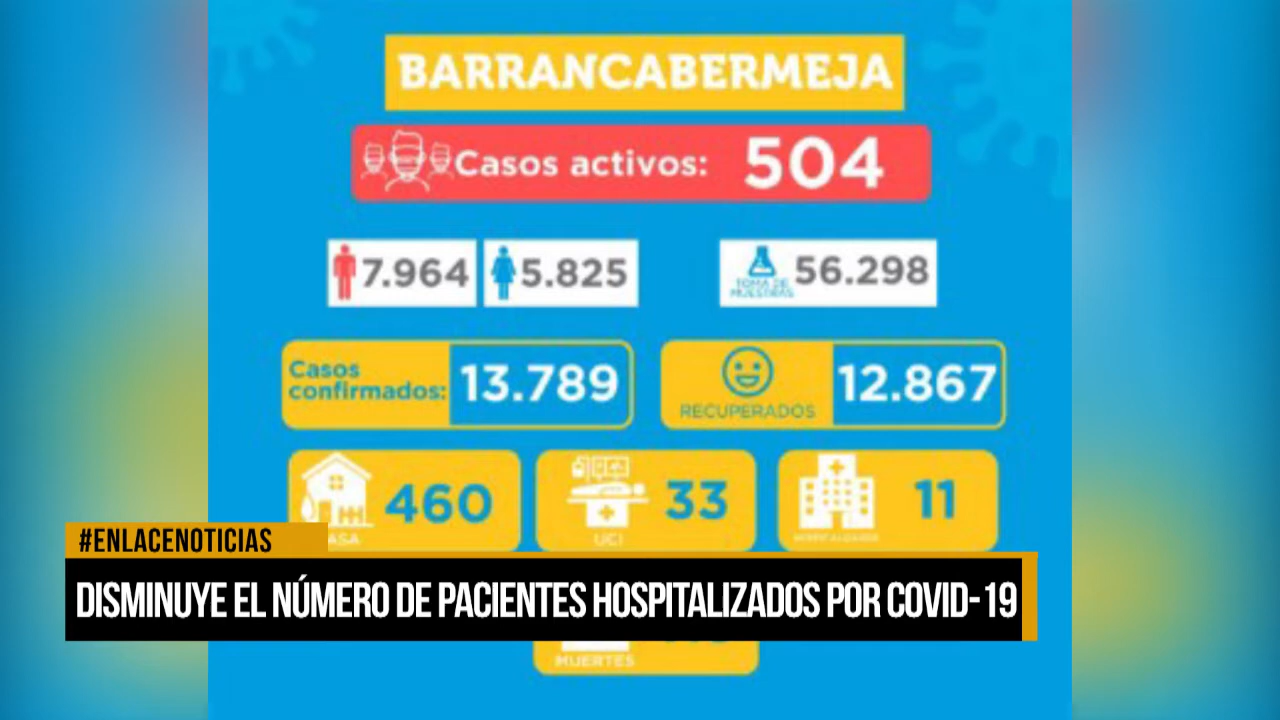 BARRANCABERMEJA
Casos activos: 504
7.964
5.825
TOMA DE
MUESTRAS
56.298
Casos
confirmados:
13.789
RECUPERADOS
12.867
460
33
UCI
11
#ENLACENOTICIAS
DISMINUYE EL NÚMERO DE PACIENTES HOSPITALIZADOS POR COVID-19
MUERTES